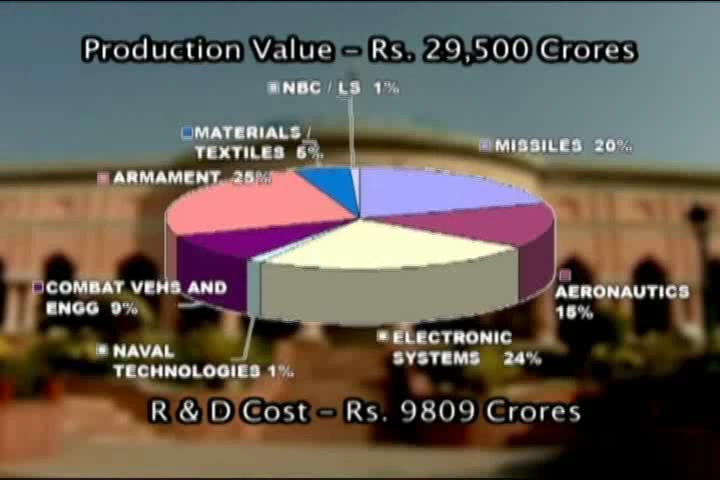 Production Value – Rs. 29,500 Crores
NBC / LS 1%
MATERIALS /
TEXTILES 5%
MISSILES 20%
ARMAMENT 25%
COMBAT VEHS AND
ENGG 9%
AERONAUTICS
15%
NAVAL
TECHNOLOGIES 1%
ELECTRONIC
SYSTEMS 24%
R & D Cost – Rs. 9809 Crores